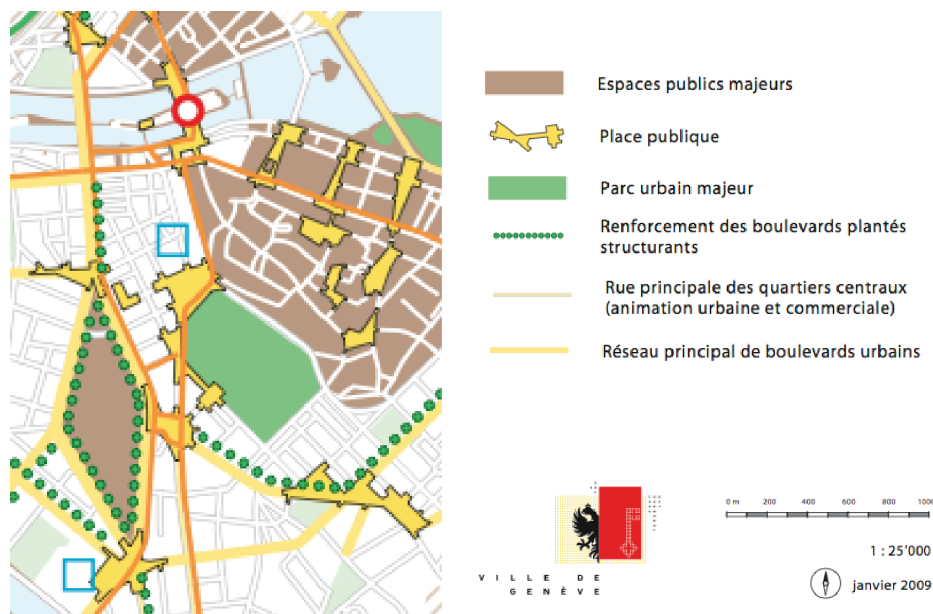 Espaces publics majeurs
Place publique
Parc urbain majeur
Renforcement des boulevards plantés
structurants
Rue principale des quartiers centraux
(animation urbaine et commerciale)
Réseau principal de boulevards urbains
0 m 200 400 600 800 1000
1 : 25'000
VILLE DE
GENÈVE
janvier 2009